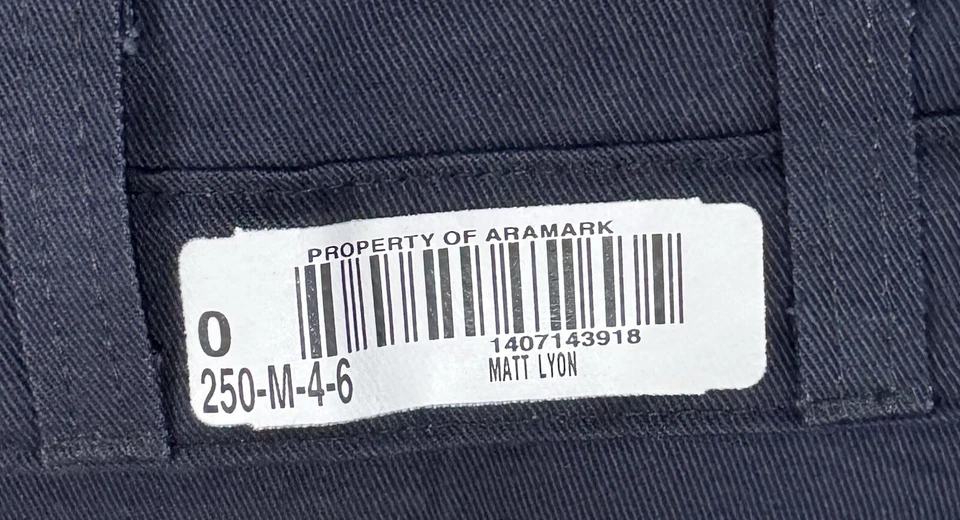 PROPERTY OF ARAMARK
0
1407143918
250-M-4-6
MATT LYON